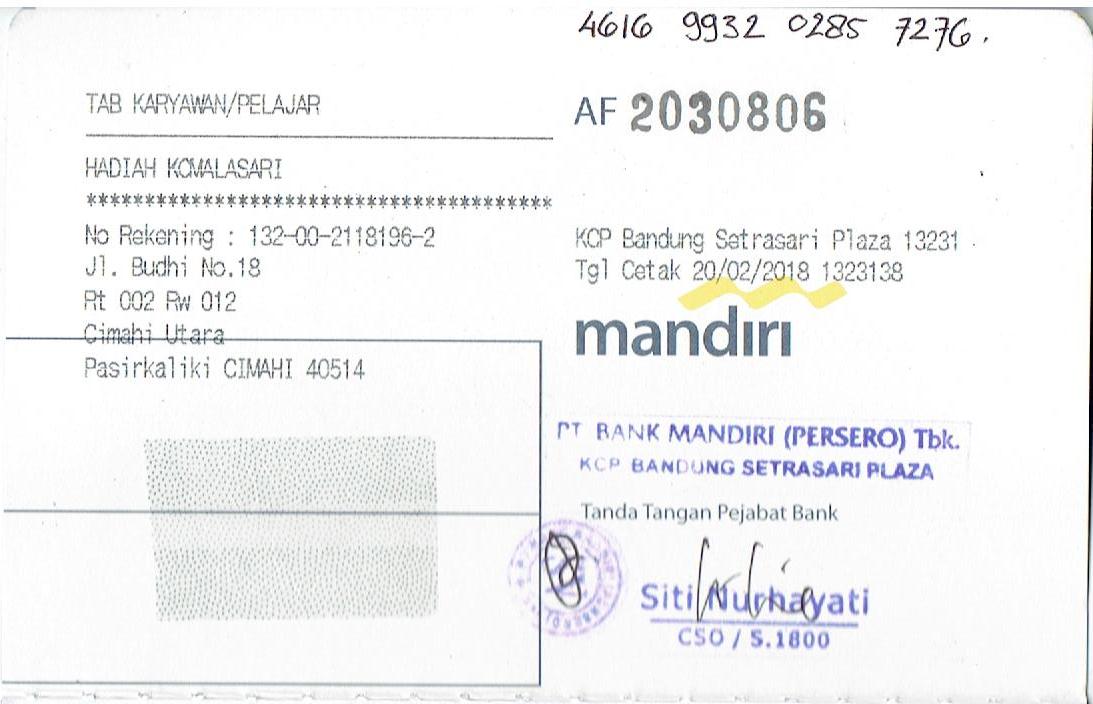 4616 9932 0285 7276.
TAB KARYAWAN/PELAJAR
HADIAH KOMALASARI
****************************************
No Rekening : 132-00-2118196-2
Jl. Budhi No.18
Rt 002 Rw 012
Cimahi Utara
Pasirkaliki CIMAHI 40514
AF 2030806
KCP Bandung Setrasari Plaza 13231
Tgl Cetak 20/02/2018 1323138
mandiri
PT BANK MANDIRI (PERSERO) Tbk.
KCP BANDUNG SETRASARI PLAZA
Tanda Tangan Pejabat Bank
Siti Nurhayati
CSO / S.1800